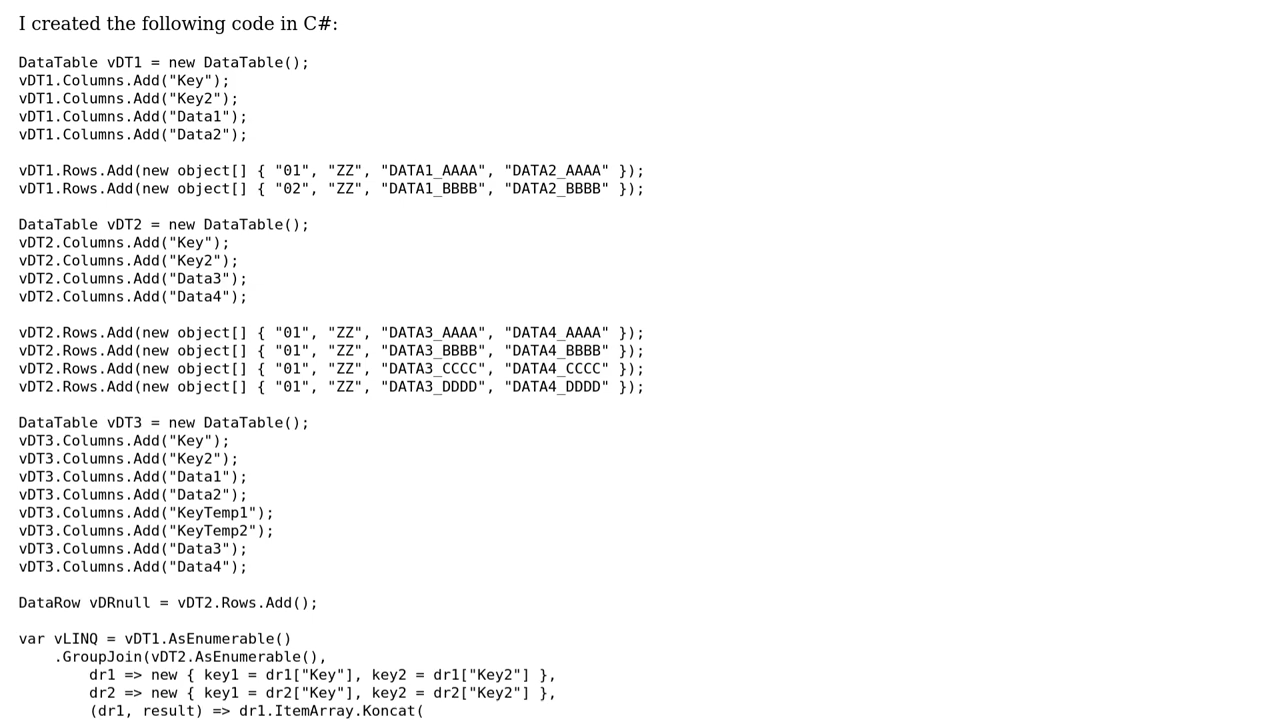 I created the following code in C#:
DataTable vDT1 = new DataTable();
vDT1.Columns.Add("Key");
vDT1.Columns.Add("Key2");
vDT1.Columns.Add("Data1");
vDT1.Columns.Add("Data2");
vDT1.Rows.Add(new object[] { "01", "ZZ", "DATA1_AAAA", "DATA2_AAAA" });
vDT1.Rows.Add(new object[] { "02", "ZZ", "DATA1_BBBB", "DATA2_BBBB" });
DataTable vDT2 = new DataTable();
vDT2.Columns.Add("Key");
vDT2.Columns.Add("Key2");
vDT2.Columns.Add("Data3");
vDT2.Columns.Add("Data4");
vDT2.Rows.Add(new object[] { "01", "ZZ", "DATA3_AAAA", "DATA4_AAAA" });
vDT2.Rows.Add(new object[] { "01", "ZZ", "DATA3_BBBB", "DATA4_BBBB" });
vDT2.Rows.Add(new object[] { "01", "ZZ", "DATA3_CCCC", "DATA4_CCCC" });
vDT2.Rows.Add(new object[] { "01", "ZZ", "DATA3_DDDD", "DATA4_DDDD" });
DataTable vDT3 = new DataTable();
vDT3.Columns.Add("Key");
vDT3.Columns.Add("Key2");
vDT3.Columns.Add("Data1");
vDT3.Columns.Add("Data2");
vDT3.Columns.Add("KeyTemp1");
vDT3.Columns.Add("KeyTemp2");
vDT3.Columns.Add("Data3");
vDT3.Columns.Add("Data4");
DataRow vDRnull = vDT2.Rows.Add();
var vLINQ = vDT1.AsEnumerable()
    .GroupJoin(vDT2.AsEnumerable(),
        dr1 => new { key1 = dr1["Key"], key2 = dr1["Key2"] },
        dr2 => new { key1 = dr2["Key"], key2 = dr2["Key2"] },
        (dr1, result) => dr1.ItemArray.Koncat(